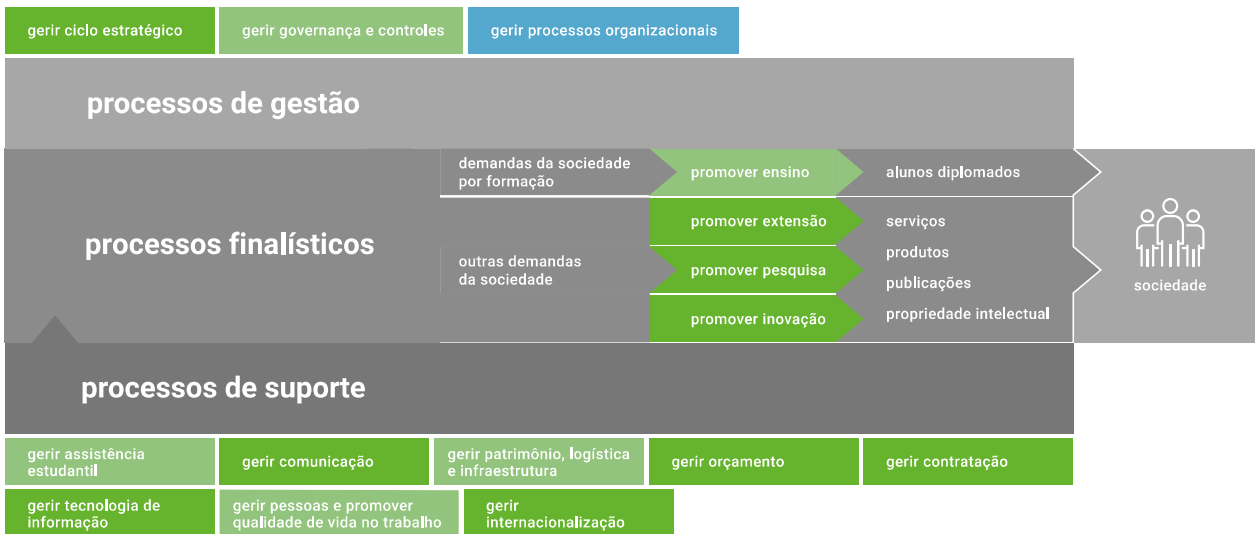 gerir ciclo estratégico
gerir governança e controles
gerir processos organizacionais
processos de gestão
processos finalísticos
demandas da sociedade
por formação
promover ensino
alunos diplomados
outras demandas
da sociedade
promover extensão
promover pesquisa
promover inovação
serviços
produtos
publicações
propriedade intelectual
sociedade
processos de suporte
gerir assistência
estudantil
gerir comunicação
gerir patrimônio, logística
e infraestrutura
gerir orçamento
gerir contratação
gerir tecnologia de
informação
gerir pessoas e promover
qualidade de vida no trabalho
gerir
internacionalização